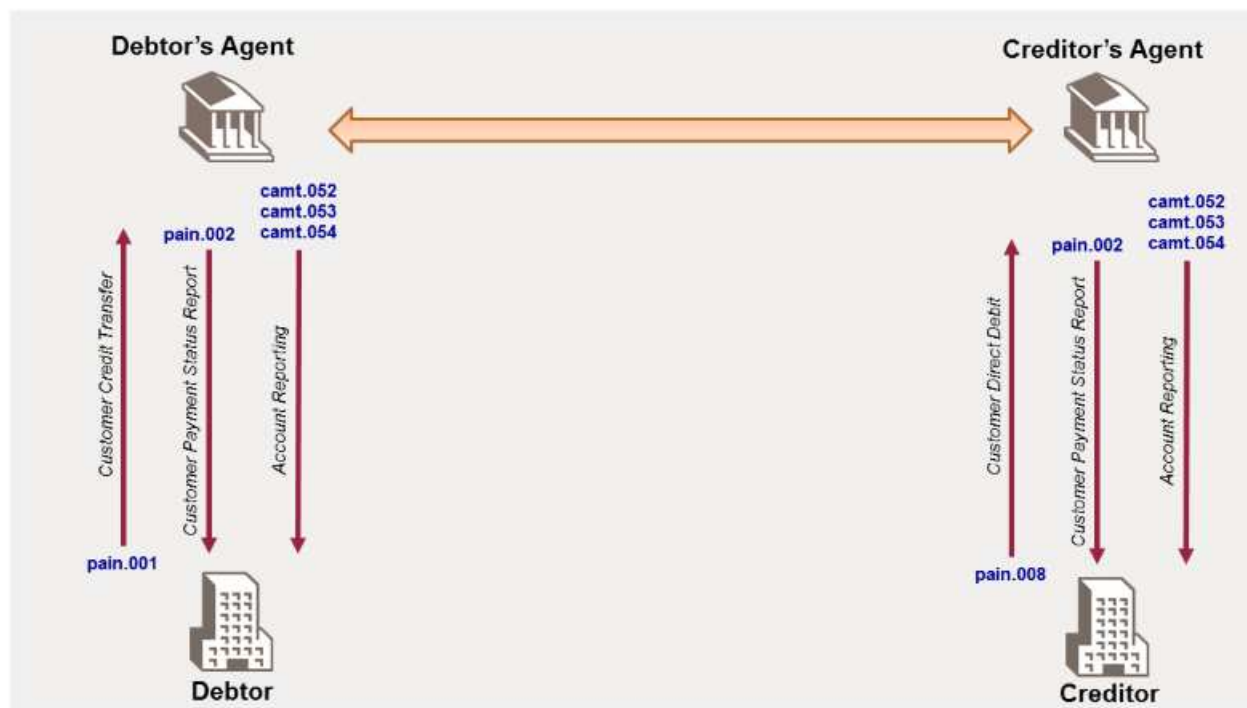 Debtor's Agent
Creditor's Agent
camt.052
camt.053
camt.054
pain.002
camt.052
camt.053
camt.054
pain.002
Customer Credit Transfer
Customer Payment Status Report
Account Reporting
Customer Direct Debit
Customer Payment Status Report
Account Reporting
pain.001
pain.008
Debtor
Creditor